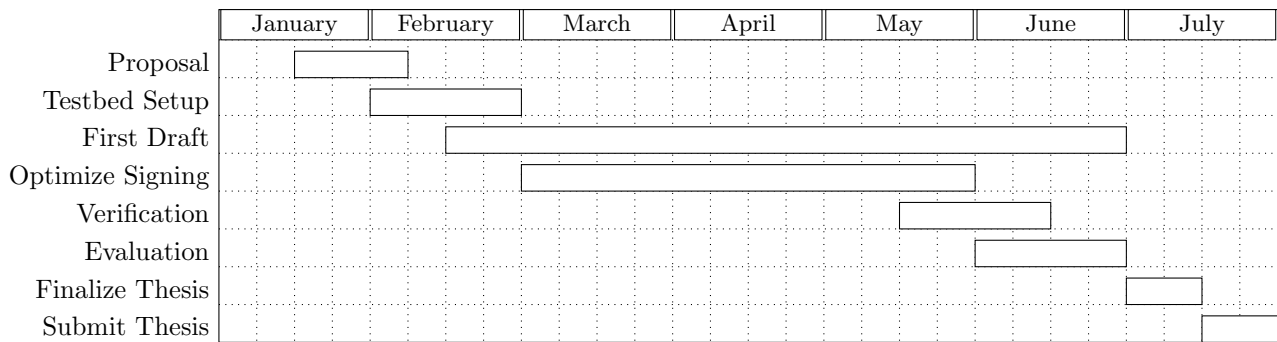 January February March April May June July
Proposal
Testbed Setup
First Draft
Optimize Signing
Verification
Evaluation
Finalize Thesis
Submit Thesis